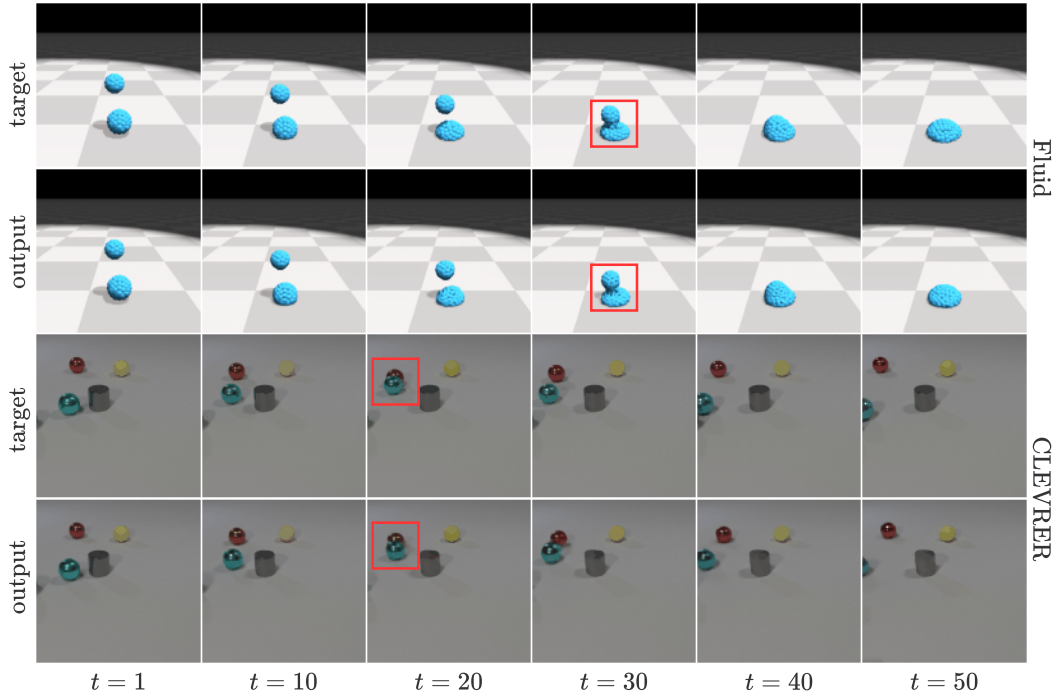 target
output
Fluid
target
output
CLEVRER
t = 1
t = 10
t = 20
t = 30
t = 40
t = 50